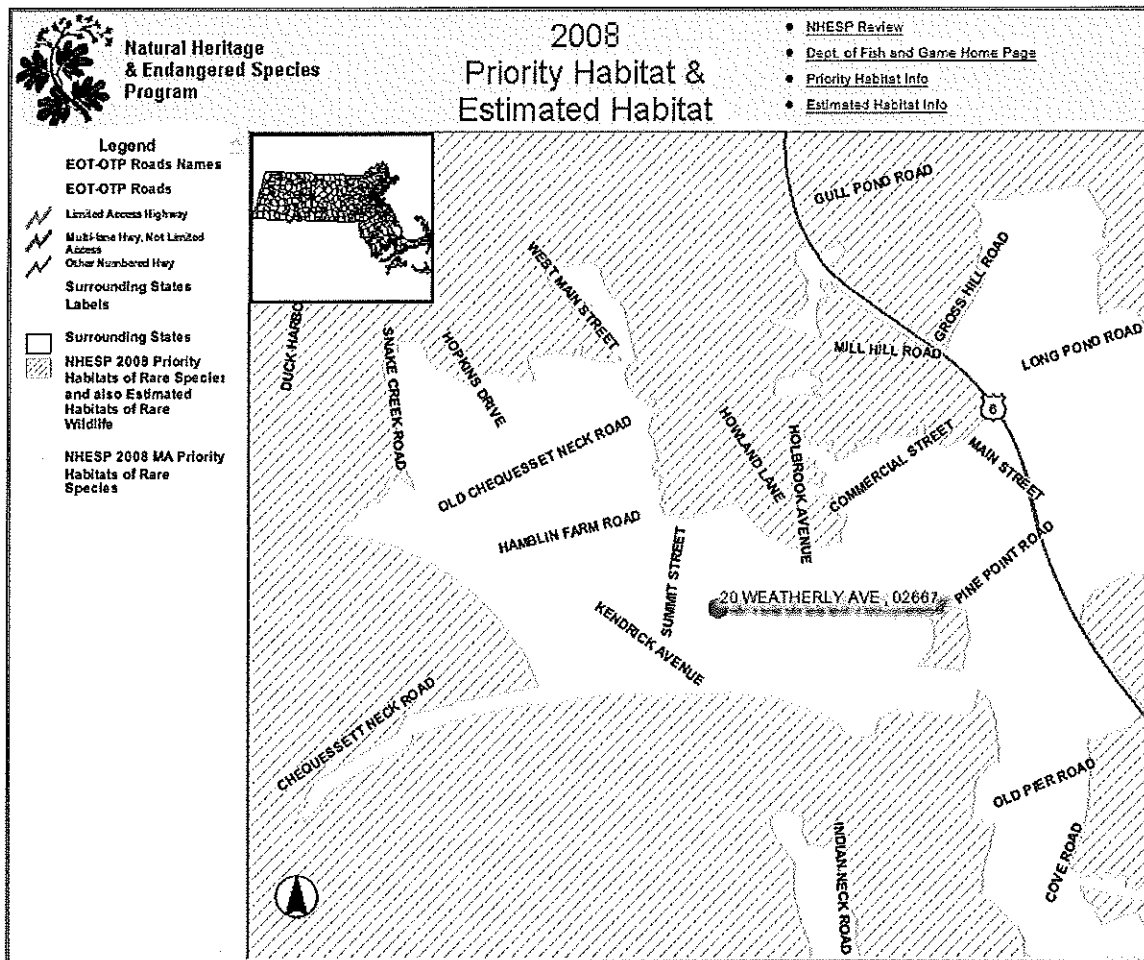 Natural Heritage
& Endangered Species
Program
2008
Priority Habitat &
Estimated Habitat
NHESP Review
Dept. of Fish and Game Home Page
Priority Habitat Info
Estimated Habitat Info
Legend
EOT-OTP Roads Names
EOT-OTP Roads
Limited Access Highway
Multi-lane Hwy, Not Limited
Access
Other Numbered Hwy
Surrounding States
Labels
Surrounding States
NHESP 2008 Priority
Habitats of Rare Species
and also Estimated
Habitats of Rare
Wildlife
NHESP 2008 MA Priority
Habitats of Rare
Species
GULL POND ROAD
WEST MAIN STREET
GROSS HILL ROAD
DUCK HARBO
SNAKE CREEK ROAD
HOPKINS DRIVE
MILL HILL ROAD
LONG POND ROAD
6
OLD CHEQUESSET NECK ROAD
HOWLAND LANE
HOLBROOK AVENUE
COMMERCIAL STREET
MAIN STREET
HAMBLIN FARM ROAD
SUMMIT STREET
PINE POINT ROAD
20 WEATHERLY AVE , 02667
KENDRICK AVENUE
CHEQUESSETT NECK ROAD
OLD PIER ROAD
INDIAN NECK ROAD
COVE ROAD